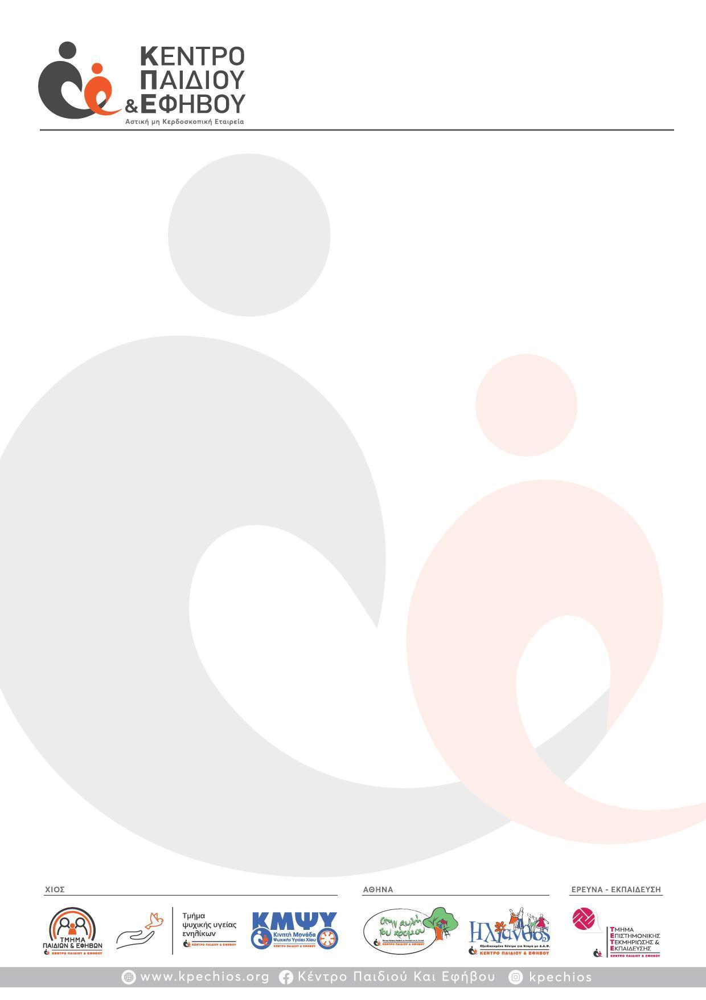 ΚΕΝΤΡΟ
ΠΑΙΔΙΟΥ
&ΕΦΗΒΟΥ
Αστική μη Κερδοσκοπική Εταιρεία
ΧΙΟΣ
ΑΘΗΝΑ
ΕΡΕΥΝΑ - ΕΚΠΑΙΔΕΥΣΗ
ΤΜΗΜΑ
ΠΑΙΔΙΩΝ & ΕΦΗΒΩΝ
ΚΕΝΤΡΟ ΠΑΙΔΙΟΥ & ΕΦΗΒΟΥ
Τμήμα
ψυχικής υγείας
ενηλίκων
ΚΕΝΤΡΟ ΠΑΙΔΙΟΥ & ΕΦΗΒΟΥ
ΚΜΨΥ
Κινητή Μονάδα
Ψυχικής Υγείας Χίου
ΚΕΝΤΡΟ ΠΑΙΔΙΟΥ & ΕΦΗΒΟΥ
στην αυλή
του κόσμου
ΚΕΝΤΡΟ ΠΑΙΔΙΟΥ & ΕΦΗΒΟΥ
Ηλίανθος
Εξειδικευμένο Κέντρο για Άτομα με Δ.Α.Φ.
ΚΕΝΤΡΟ ΠΑΙΔΙΟΥ & ΕΦΗΒΟΥ
ΤΜΗΜΑ
ΕΠΙΣΤΗΜΟΝΙΚΗΣ
ΤΕΚΜΗΡΙΩΣΗΣ &
ΕΚΠΑΙΔΕΥΣΗΣ
ΚΕΝΤΡΟ ΠΑΙΔΙΟΥ & ΕΦΗΒΟΥ
www.kpechios.org Κέντρο Παιδιού Και Εφήβου kpechios